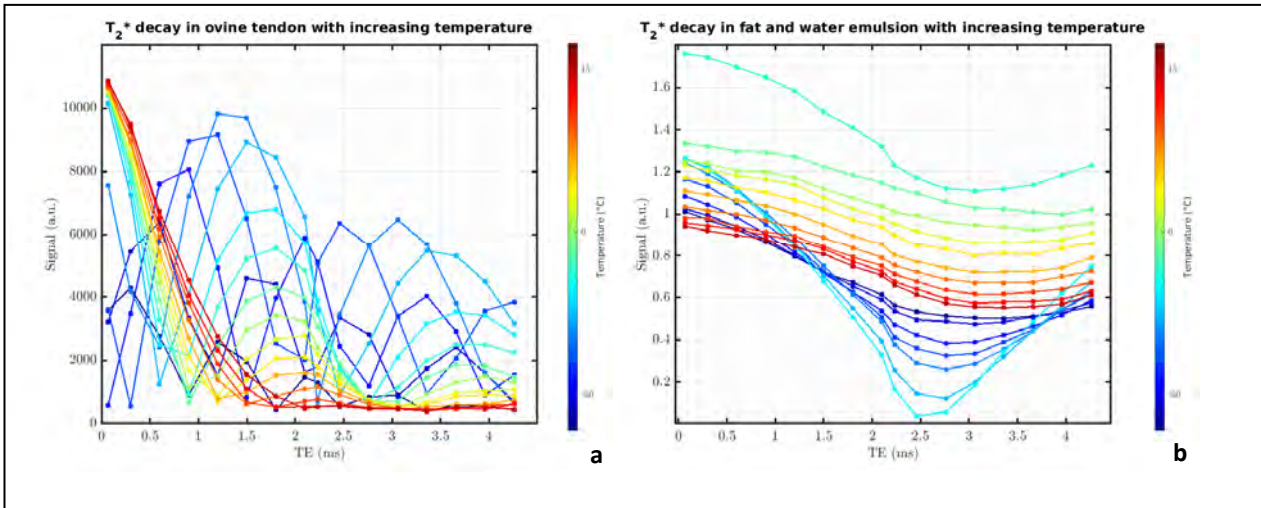 T₂* decay in ovine tendon with increasing temperature
Signal (a.u.)
10000
8000
6000
4000
2000
0
0 0.5 1 1.5 2 2.5 3 3.5 4
TE (ms)
0
Temperature (°C)
a
T₂* decay in fat and water emulsion with increasing temperature
Signal (a.u.)
1.6
1.4
1.2
1
0.8
0.6
0.4
0.2
0 0.5 1 1.5 2 2.5 3 3.5 4
TE (ms)
0
Temperature (°C)
b